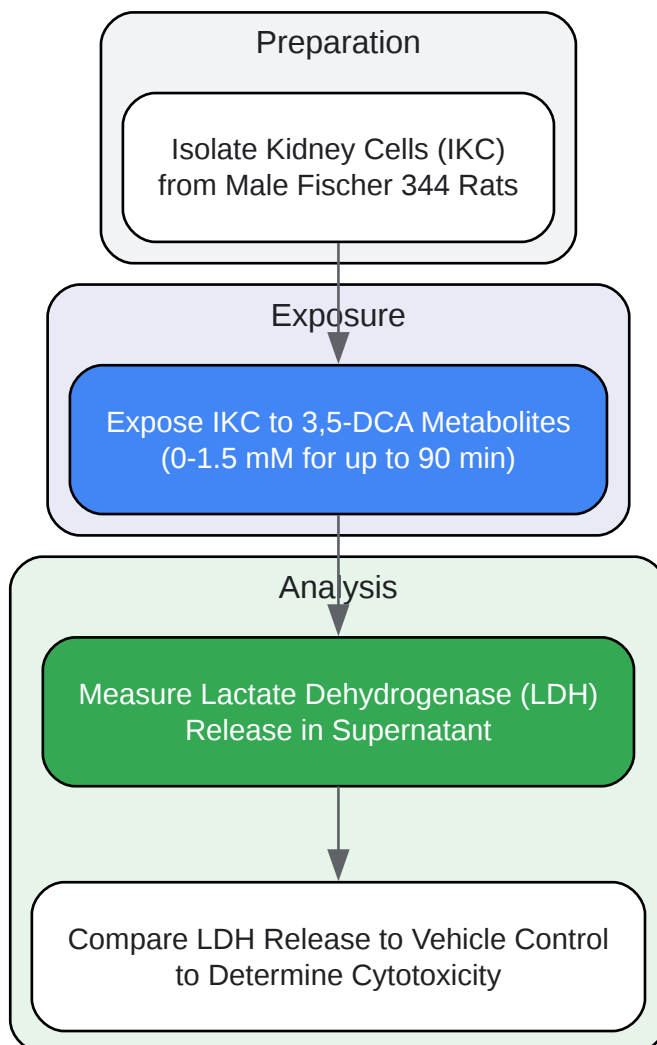 Preparation
Isolate Kidney Cells (IKC)
from Male Fischer 344 Rats
Exposure
Expose IKC to 3,5-DCA Metabolites
(0-1.5 mM for up to 90 min)
Analysis
Measure Lactate Dehydrogenase (LDH)
Release in Supernatant
Compare LDH Release to Vehicle Control
to Determine Cytotoxicity